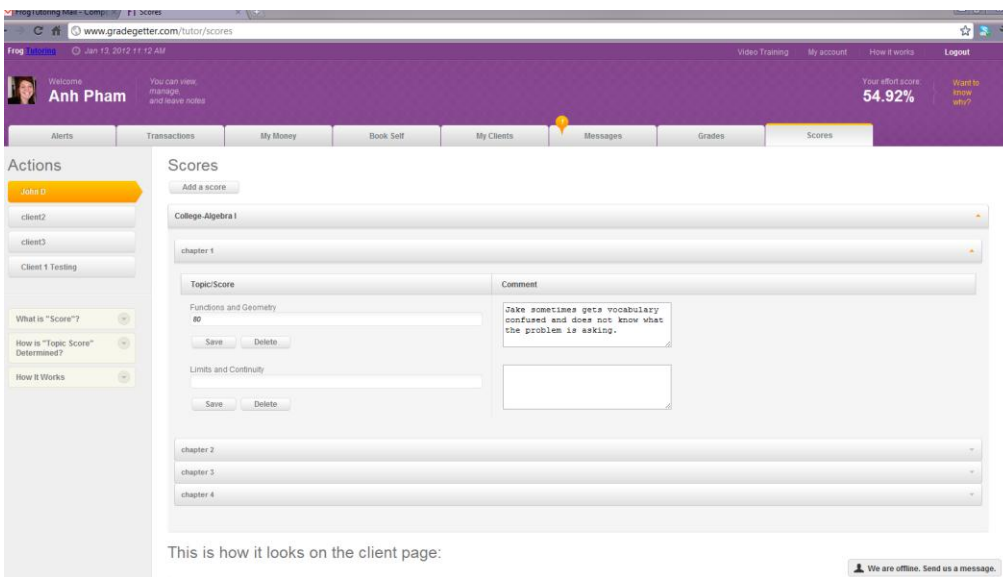 FrogTutoring Mail - Comp
Scores
www.gradegetter.com/tutor/scores
Frog Tutoring
Jan 13, 2012 11:12 AM
Video Training
My account
How it works
Logout
Welcome
Anh Pham
You can view,
manage,
and leave notes
Your effort score:
54.92%
Want to
know
why?
Alerts
Transactions
My Money
Book Self
My Clients
Messages
Grades
Scores
Actions
John D
client2
client3
Client 1 Testing
What is "Score"?
How is "Topic Score"
Determined?
How It Works
Scores
Add a score
College-Algebra I
chapter 1
Topic/Score
Comment
Functions and Geometry
80
Save
Delete
Jake sometimes gets vocabulary
confused and does not know what
the problem is asking.
Limits and Continuity
Save
Delete
chapter 2
chapter 3
chapter 4
This is how it looks on the client page:
We are offline. Send us a message.